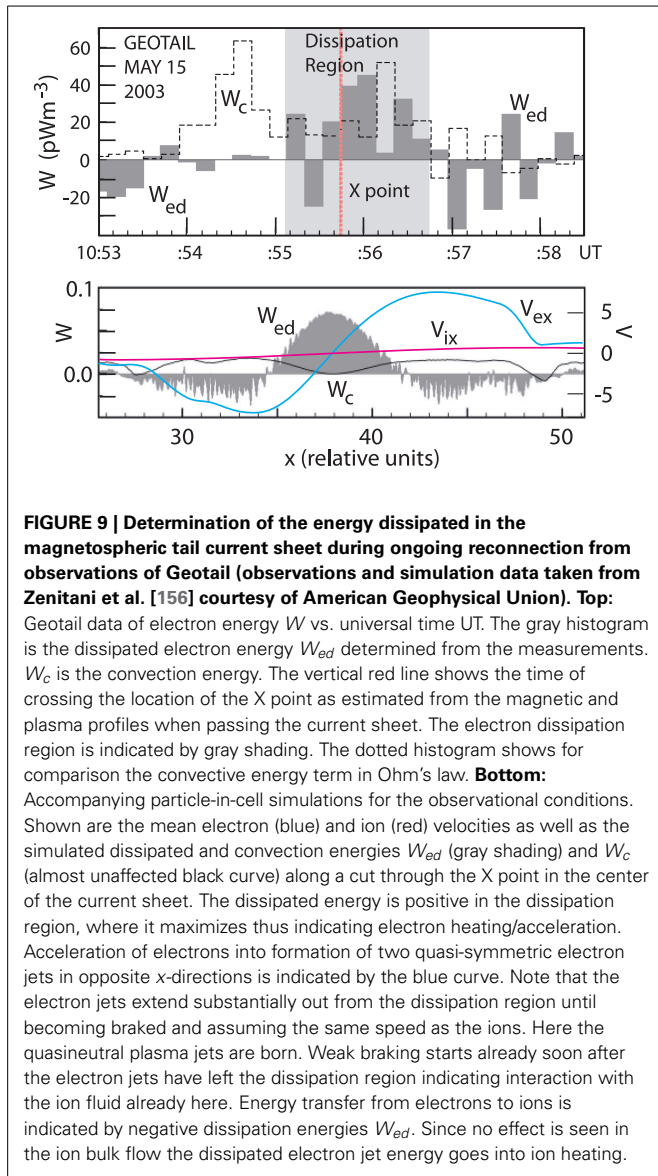 60
40
20
0
-20
W (pWm-3)
GEOTAIL
MAY 15
2003
Dissipation
Region
Wc
Wed
Wed
X point
10:53
:54
:55
:56
:57
:58
UT
0.1
0.0
W
Wed
Vex
Vix
Wc
5
0
-5
V
30
40
50
x (relative units)
FIGURE 9 | Determination of the energy dissipated in the
magnetospheric tail current sheet during ongoing reconnection from
observations of Geotail (observations and simulation data taken from
Zenitani et al. [156] courtesy of American Geophysical Union). Top:
Geotail data of electron energy W vs. universal time UT. The gray histogram
is the dissipated electron energy Wed determined from the measurements.
Wc is the convection energy. The vertical red line shows the time of
crossing the location of the X point as estimated from the magnetic and
plasma profiles when passing the current sheet. The electron dissipation
region is indicated by gray shading. The dotted histogram shows for
comparison the convective energy term in Ohm's law. Bottom:
Accompanying particle-in-cell simulations for the observational conditions.
Shown are the mean electron (blue) and ion (red) velocities as well as the
simulated dissipated and convection energies Wed (gray shading) and Wc
(almost unaffected black curve) along a cut through the X point in the center
of the current sheet. The dissipated energy is positive in the dissipation
region, where it maximizes thus indicating electron heating/acceleration.
Acceleration of electrons into formation of two quasi-symmetric electron
jets in opposite x-directions is indicated by the blue curve. Note that the
electron jets extend substantially out from the dissipation region until
becoming braked and assuming the same speed as the ions. Here the
quasineutral plasma jets are born. Weak braking starts already soon after
the electron jets have left the dissipation region indicating interaction with
the ion fluid already here. Energy transfer from electrons to ions is
indicated by negative dissipation energies Wed. Since no effect is seen in
the ion bulk flow the dissipated electron jet energy goes into ion heating.